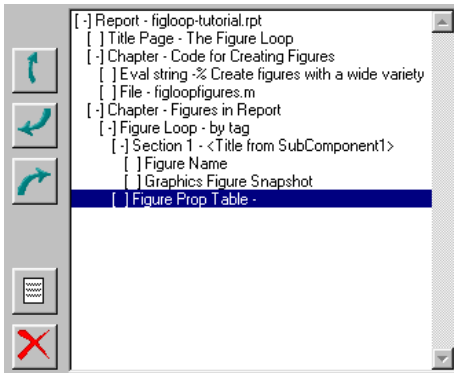 [-] Report - figloop-tutorial.rpt
[ ] Title Page - The Figure Loop
[-] Chapter - Code for Creating Figures
[ ] Eval string -% Create figures with a wide variety
[ ] File - figloopfigures.m
[-] Chapter - Figures in Report
[-] Figure Loop - by tag
[-] Section 1 - <Title from SubComponent1>
[ ] Figure Name
[ ] Graphics Figure Snapshot
[ ] Figure Prop Table -